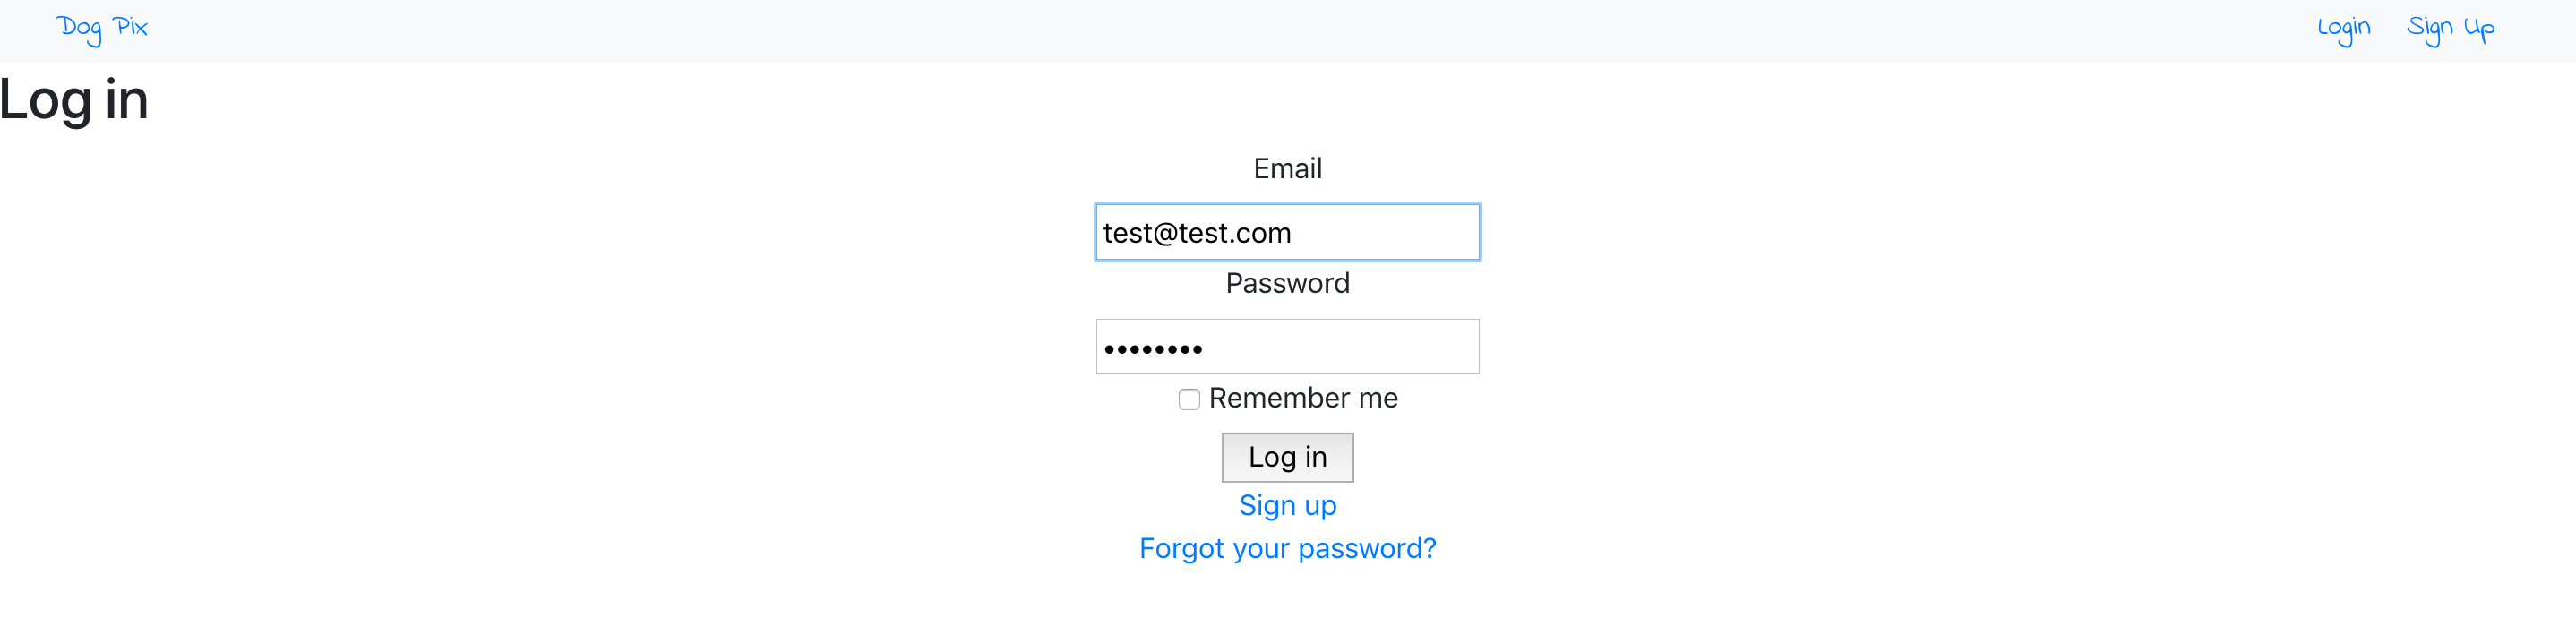 Dog Pix Login Sign Up
Log in
Email
test@test.com
Password
••••••••
Remember me
Log in
Sign up
Forgot your password?